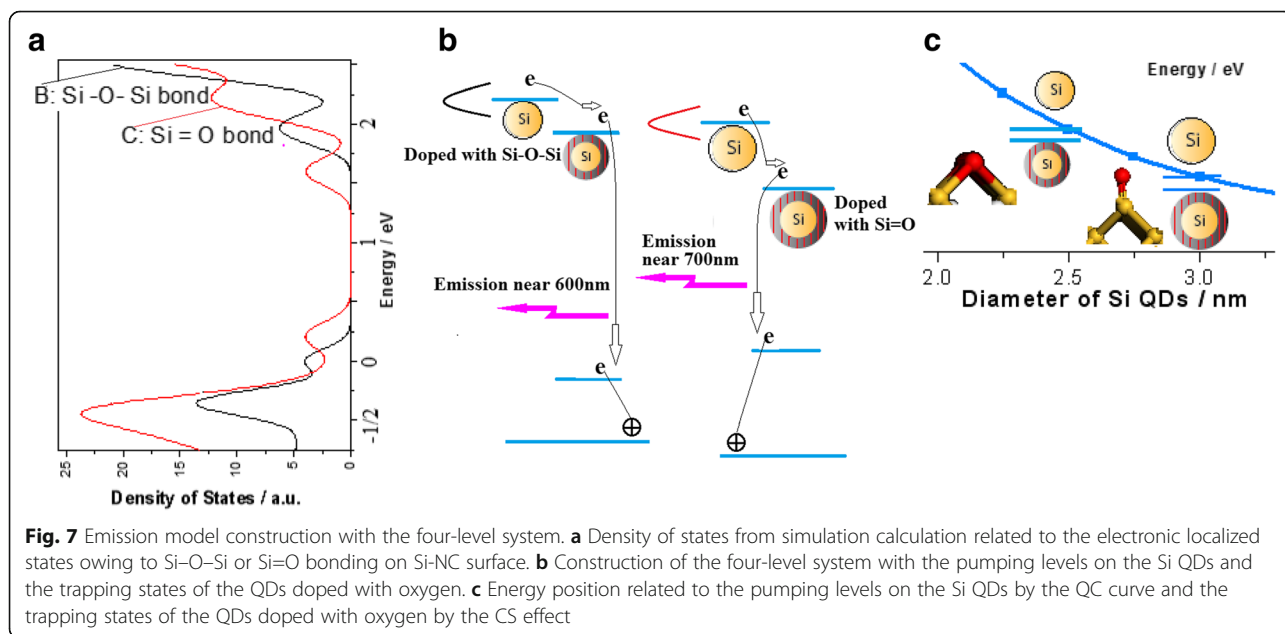 a
B: Si -O- Si bond
C: Si = O bond
2
1
0
-1/2
Energy / eV
25
20
15
10
5
0
Density of States / a.u.
b
e
e
Si
Si
Doped with Si-O-Si
Emission near 600nm
e
⊕
e
Si
e
Si
Doped
with Si=O
Emission
near 700nm
e
⊕
c
Energy / eV
Si
Si
Si
Si
2.0
2.5
3.0
Diameter of Si QDs / nm
Fig. 7 Emission model construction with the four-level system. a Density of states from simulation calculation related to the electronic localized
states owing to Si–O–Si or Si=O bonding on Si-NC surface. b Construction of the four-level system with the pumping levels on the Si QDs and
the trapping states of the QDs doped with oxygen. c Energy position related to the pumping levels on the Si QDs by the QC curve and the
trapping states of the QDs doped with oxygen by the CS effect